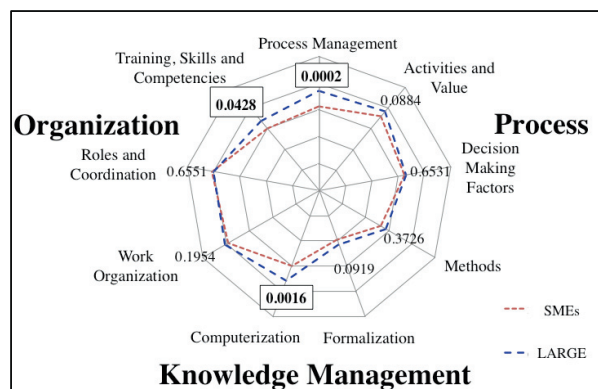 Process Management
Training, Skills and
Competencies
0.0002
Activities and
Value
0.0428
0.0884
Organization
Process
Roles and
Coordination
0.6551
0.6531
Decision
Making
Factors
0.1954
Work
Organization
0.3726
Methods
0.0016
0.0919
Computerization
Formalization
SMEs
LARGE
Knowledge Management